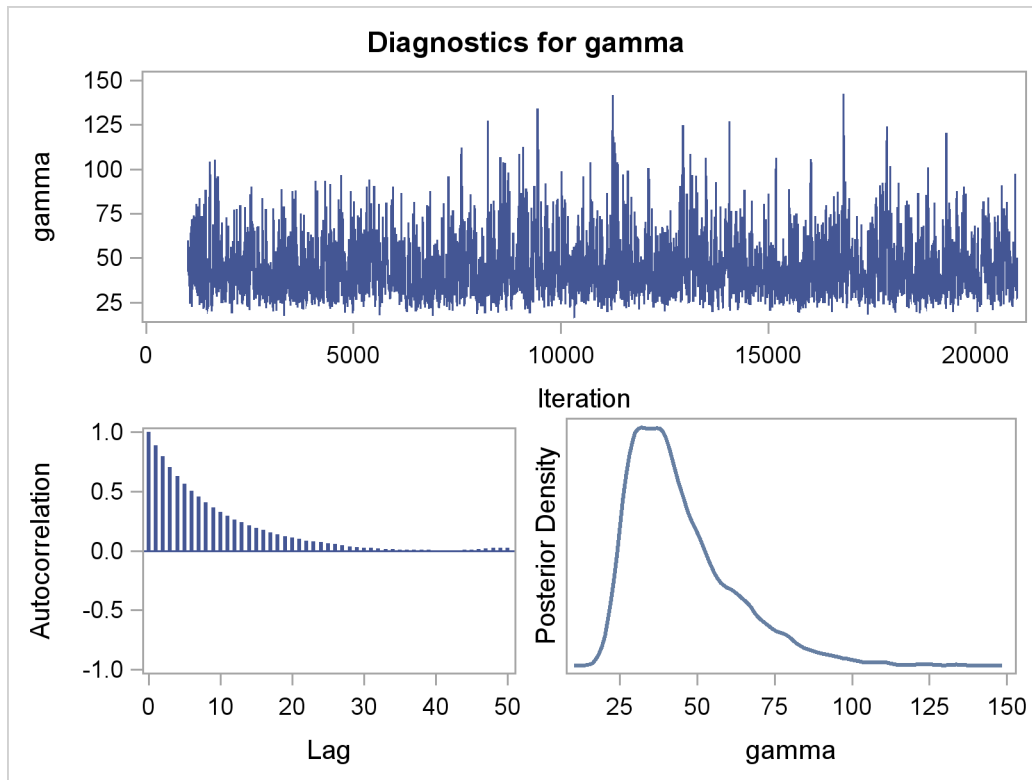 Diagnostics for gamma
150
125
100
75
50
25
gamma
0 5000 10000 15000 20000
Iteration
1.0
0.5
0.0
-0.5
-1.0
Autocorrelation
0 10 20 30 40 50
Lag
Posterior Density
25 50 75 100 125 150
gamma